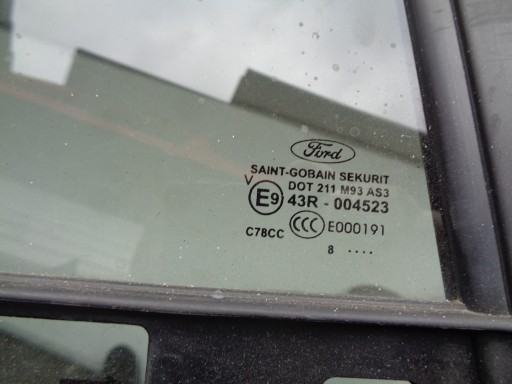 Ford
SAINT-GOBAIN SEKURIT
DOT 211 M93 AS3
V
E9 43R - 004523
C78CC CCC E000191
8 ....